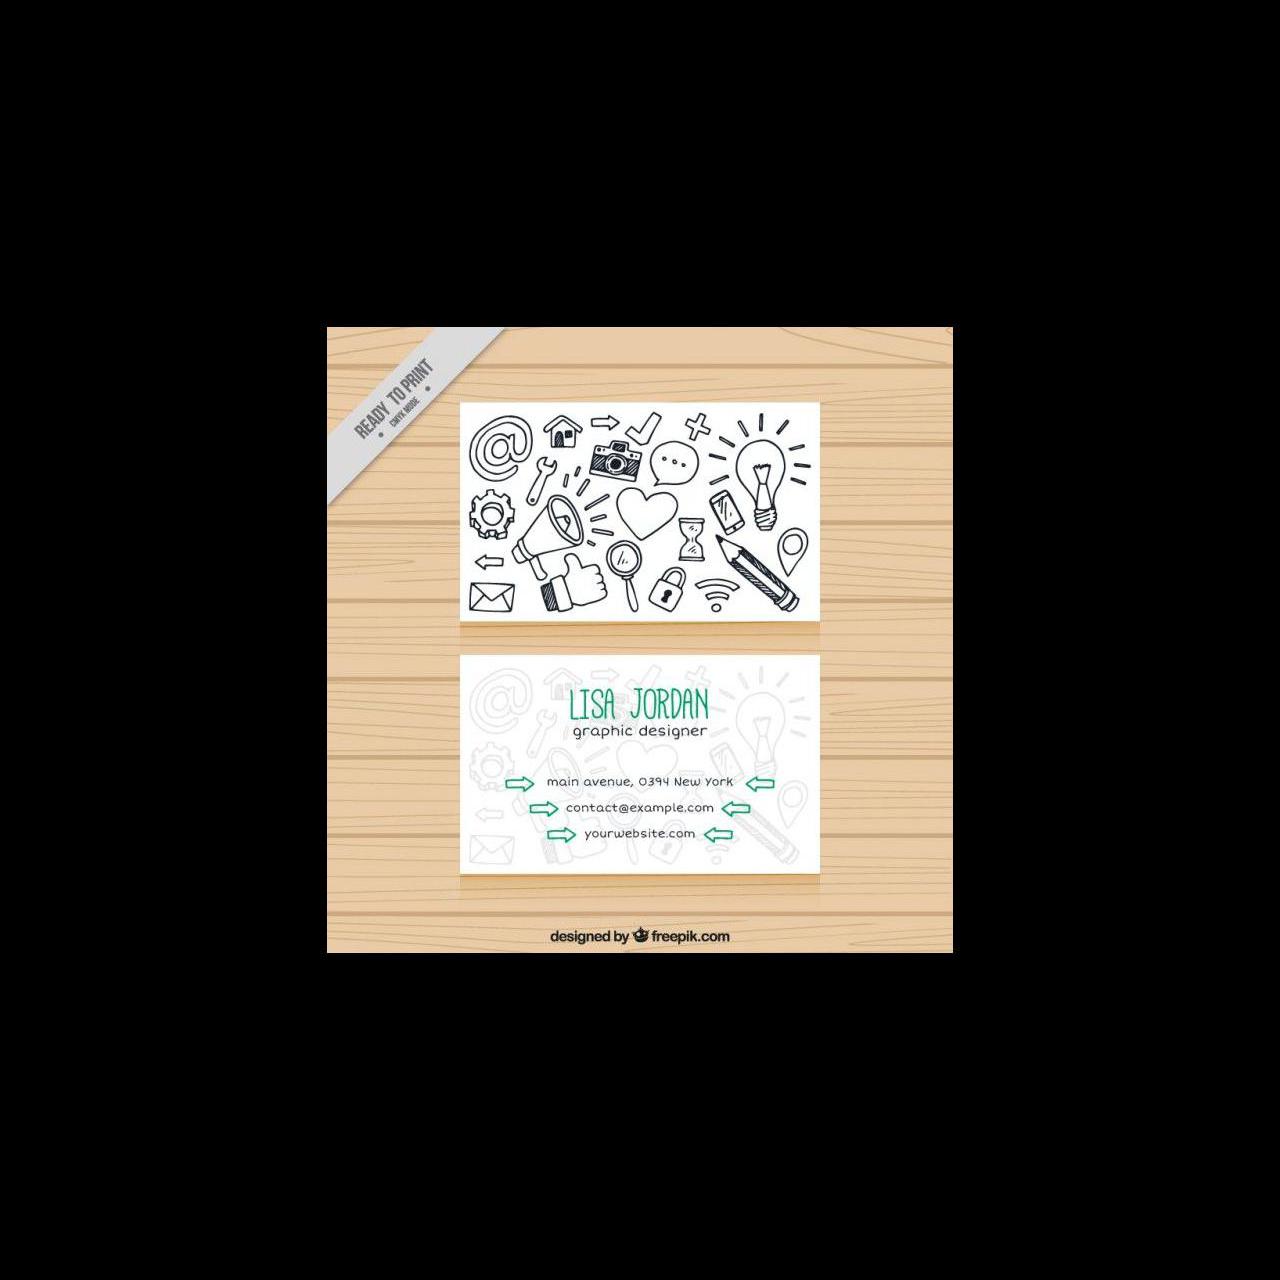 READY TO PRINT
CMYK MODE
LISA JORDAN
graphic designer
main avenue, 0394 New York
contact@example.com
yourwebsite.com
designed by freepik.com